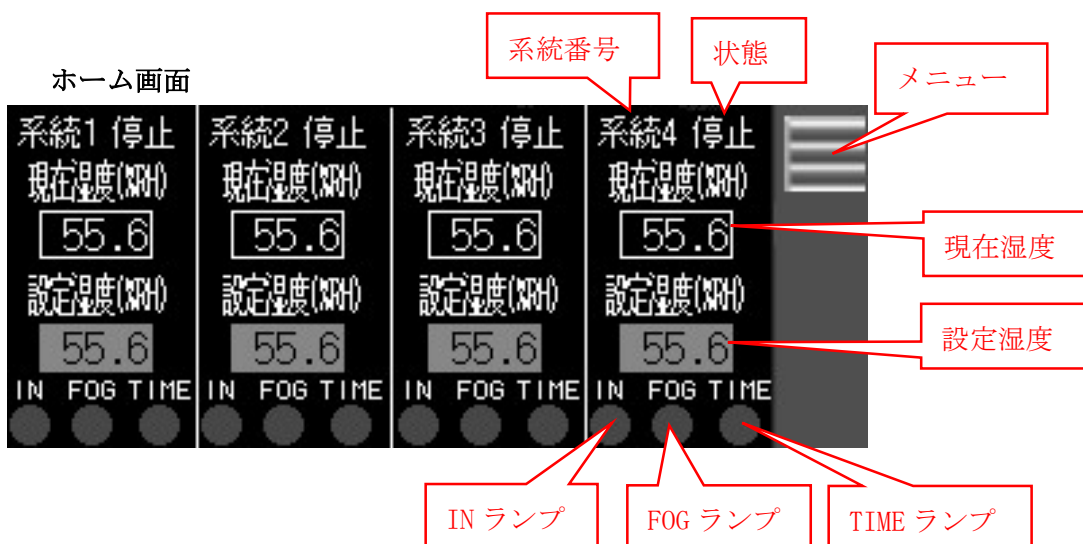 系統番号
状態
メニュー
ホーム画面
系統1 停止
現在湿度(%RH)
55.6
設定湿度(%RH)
55.6
IN FOG TIME
系統2 停止
現在湿度(%RH)
55.6
設定湿度(%RH)
55.6
IN FOG TIME
系統3 停止
現在湿度(%RH)
55.6
設定湿度(%RH)
55.6
IN FOG TIME
系統4 停止
現在湿度(%RH)
55.6
設定湿度(%RH)
55.6
IN FOG TIME
現在湿度
設定湿度
IN ランプ
FOG ランプ
TIME ランプ